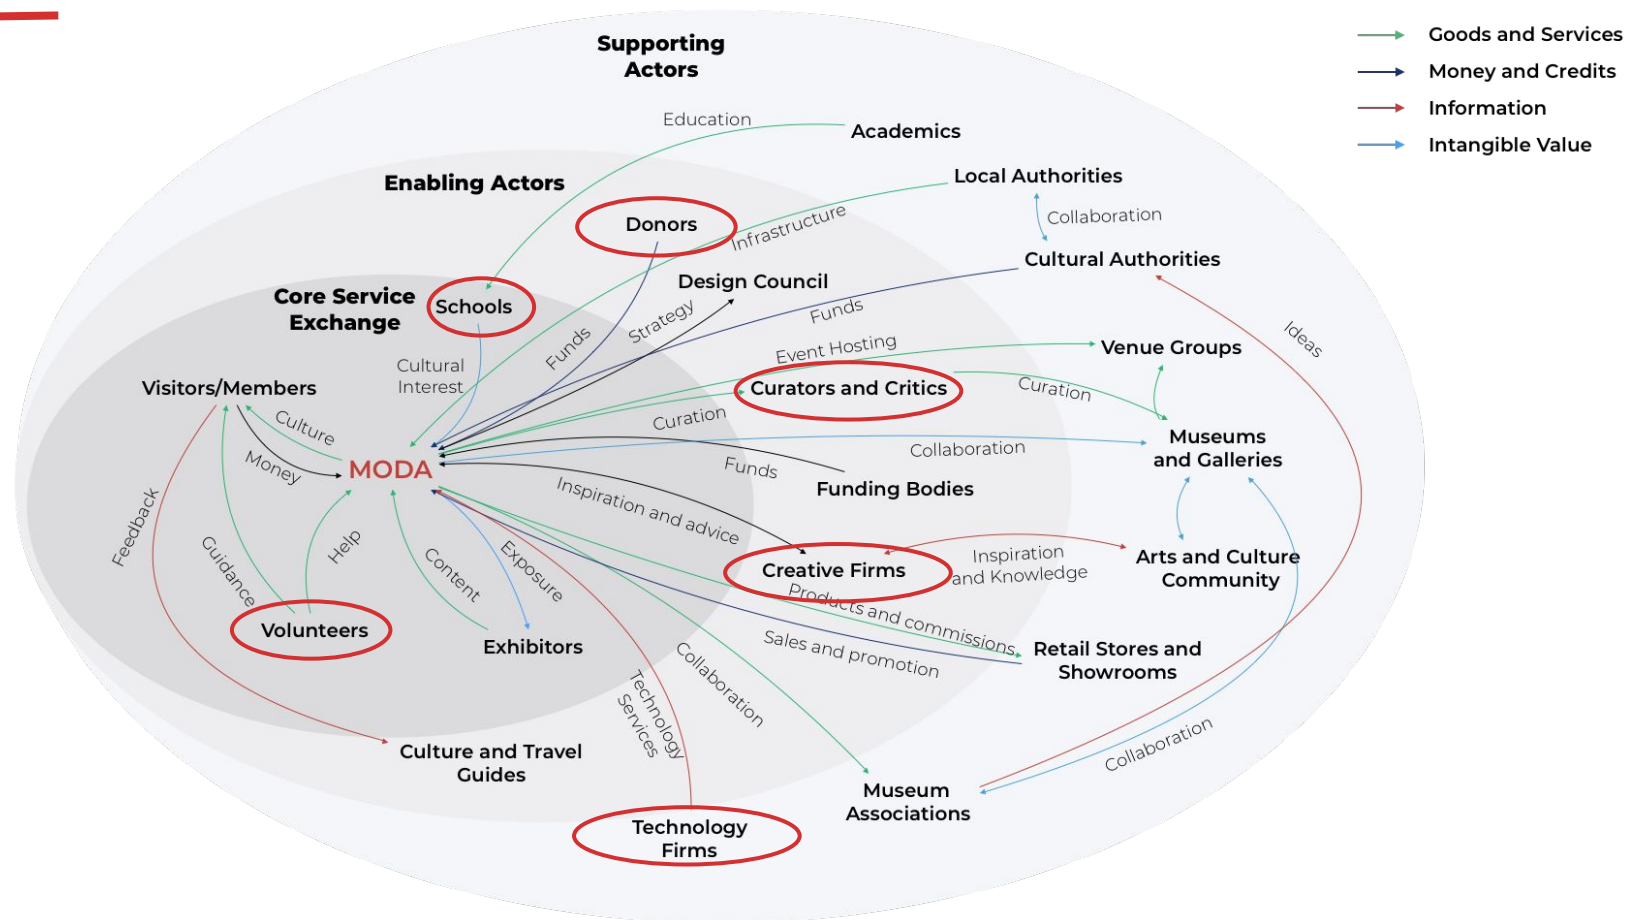 Supporting
Actors
Goods and Services
Money and Credits
Information
Intangible Value
Education
Academics
Enabling Actors
Local Authorities
Donors
Infrastructure
Collaboration
Cultural Authorities
Design Council
Core Service
Exchange
Schools
Funds
Strategy
Funds
Ideas
Event Hosting
Venue Groups
Cultural
Interest
Visitors/Members
Curators and Critics
Curation
Culture
Curation
Money
MODA
Collaboration
Museums
and Galleries
Funds
Funding Bodies
Inspiration and advice
Feedback
Guidance
Help
Content
Exposure
Creative Firms
Inspiration
and Knowledge
Arts and Culture
Community
Products and commissions
Volunteers
Exhibitors
Sales and promotion
Retail Stores and
Showrooms
Collaboration
Technology
Services
Collaboration
Culture and Travel
Guides
Museum
Associations
Technology
Firms